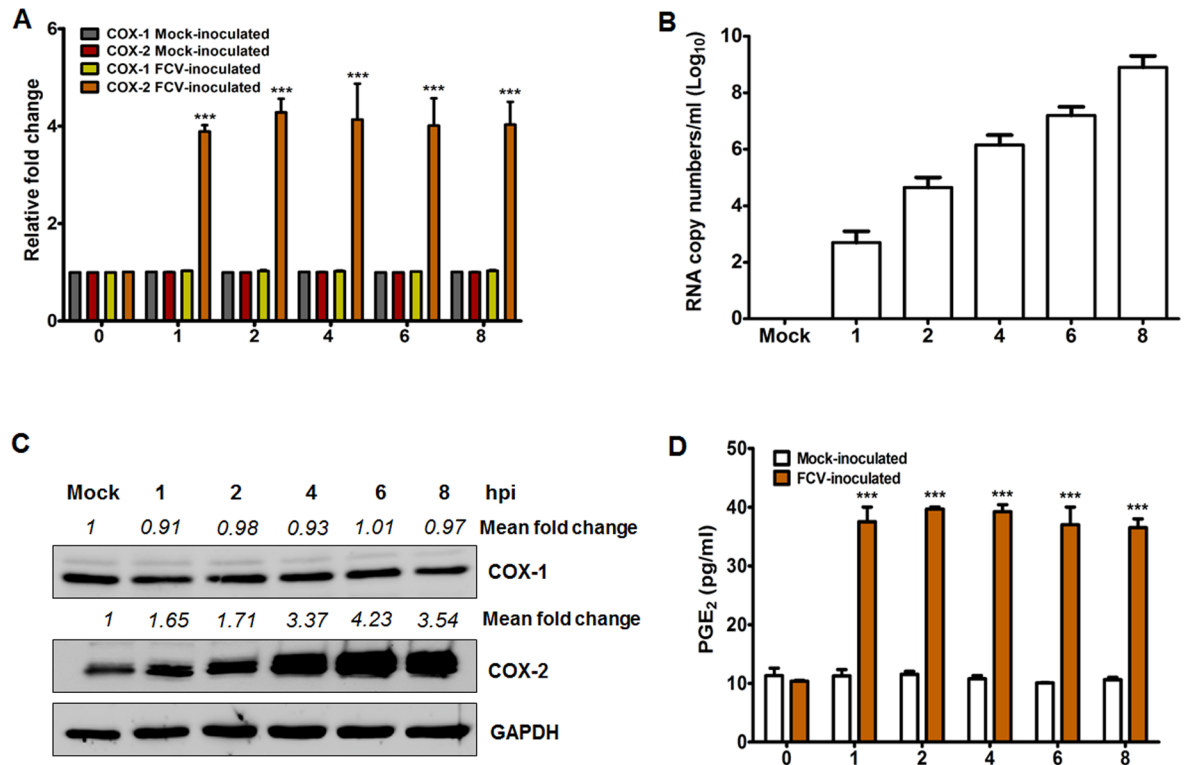 A
6
4
2
0
Relative fold change
COX-1 Mock-inoculated
COX-2 Mock-inoculated
COX-1 FCV-inoculated
COX-2 FCV-inoculated
*** *** *** *** ***
0 1 2 4 6 8
B
10
8
6
4
2
0
RNA copy numbers/ml (Log10)
Mock 1 2 4 6 8
C
Mock 1 2 4 6 8 hpi
1 0.91 0.98 0.93 1.01 0.97 Mean fold change
COX-1
1 1.65 1.71 3.37 4.23 3.54 Mean fold change
COX-2
GAPDH
D
50
40
30
20
10
0
PGE2 (pg/ml)
Mock-inoculated
FCV-inoculated
*** *** *** *** ***
0 1 2 4 6 8